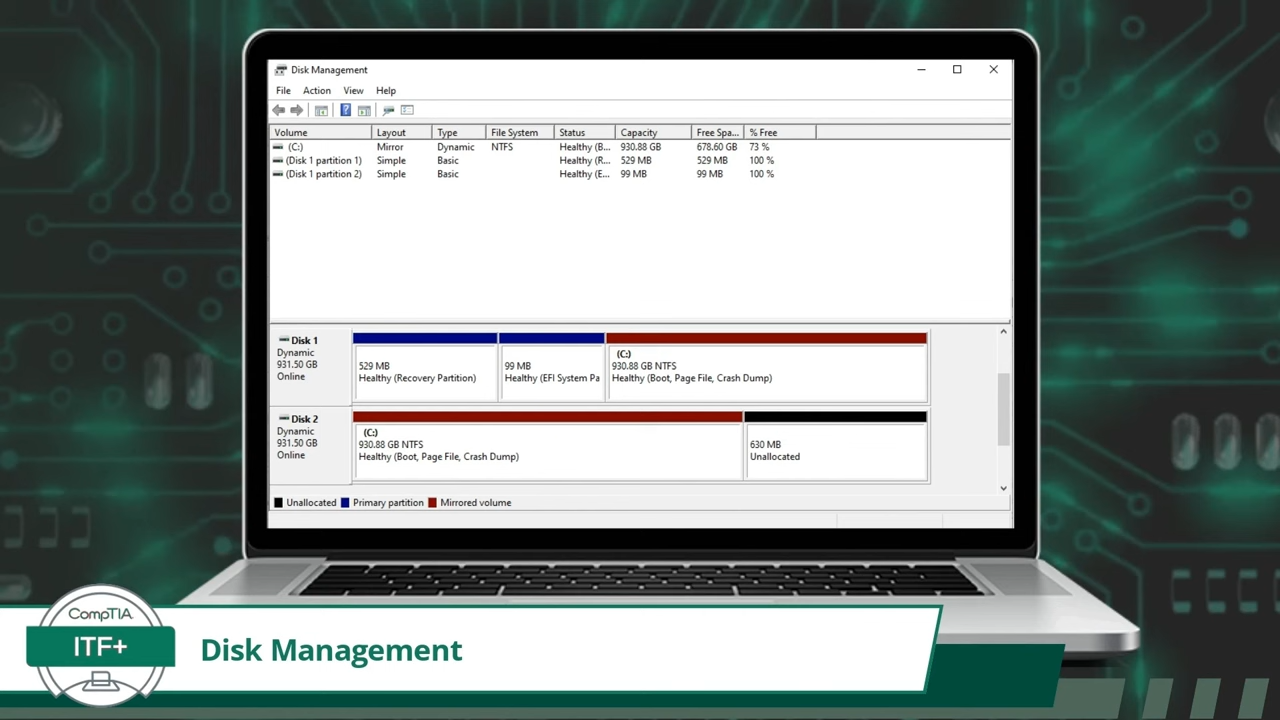 Disk Management
File Action View Help
Volume Layout Type File System Status Capacity Free Spa... % Free
(C:) Mirror Dynamic NTFS Healthy (B... 930.88 GB 678.60 GB 73 %
(Disk 1 partition 1) Simple Basic Healthy (R... 529 MB 529 MB 100 %
(Disk 1 partition 2) Simple Basic Healthy (E... 99 MB 99 MB 100 %
Disk 1
Dynamic
931.50 GB
Online
529 MB
Healthy (Recovery Partition)
99 MB
Healthy (EFI System Pa
(C:)
930.88 GB NTFS
Healthy (Boot, Page File, Crash Dump)
Disk 2
Dynamic
931.50 GB
Online
(C:)
930.88 GB NTFS
Healthy (Boot, Page File, Crash Dump)
630 MB
Unallocated
Unallocated Primary partition Mirrored volume
CompTIA
ITF+
Disk Management